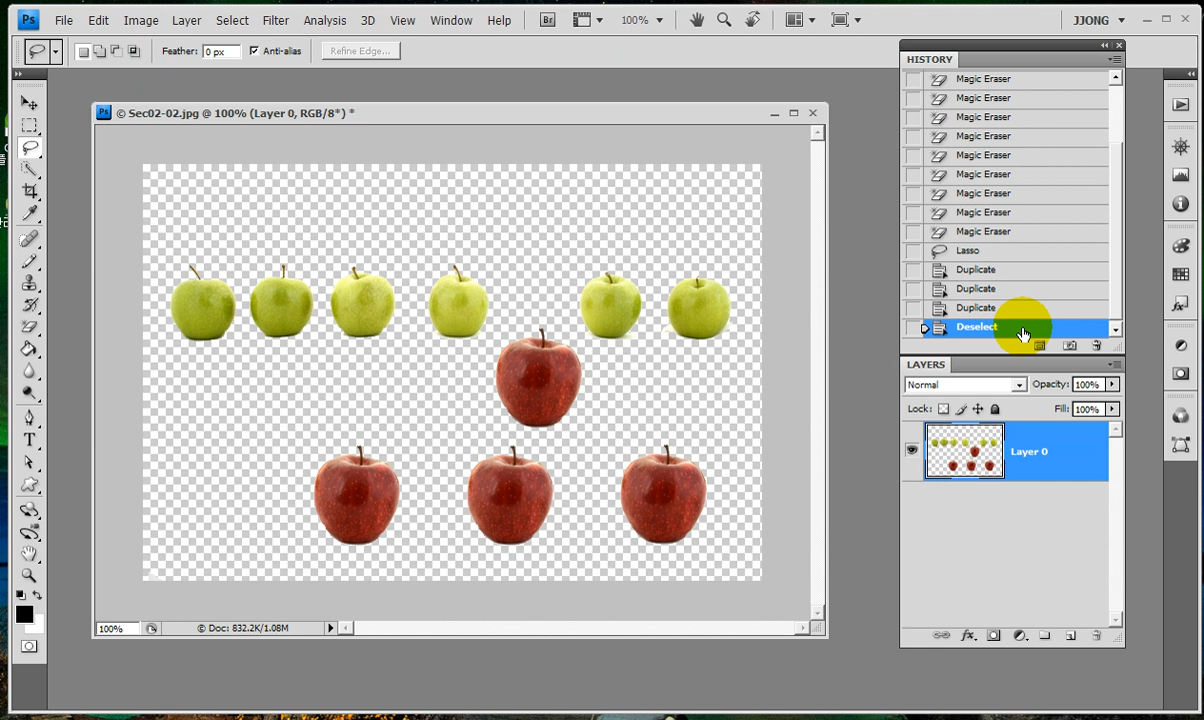 Ps File Edit Image Layer Select Filter Analysis 3D View Window Help Br 100% JJONG
Feather: 0 px Anti-alias Refine Edge...
HISTORY
Magic Eraser
Magic Eraser
Magic Eraser
Magic Eraser
Magic Eraser
Magic Eraser
Magic Eraser
Magic Eraser
Magic Eraser
Lasso
Duplicate
Duplicate
Duplicate
Deselect
Ps © Sec02-02.jpg @ 100% (Layer 0, RGB/8*) *
LAYERS
Normal Opacity: 100%
Lock: Fill: 100%
Layer 0
100% © Doc: 832.2K/1.08M